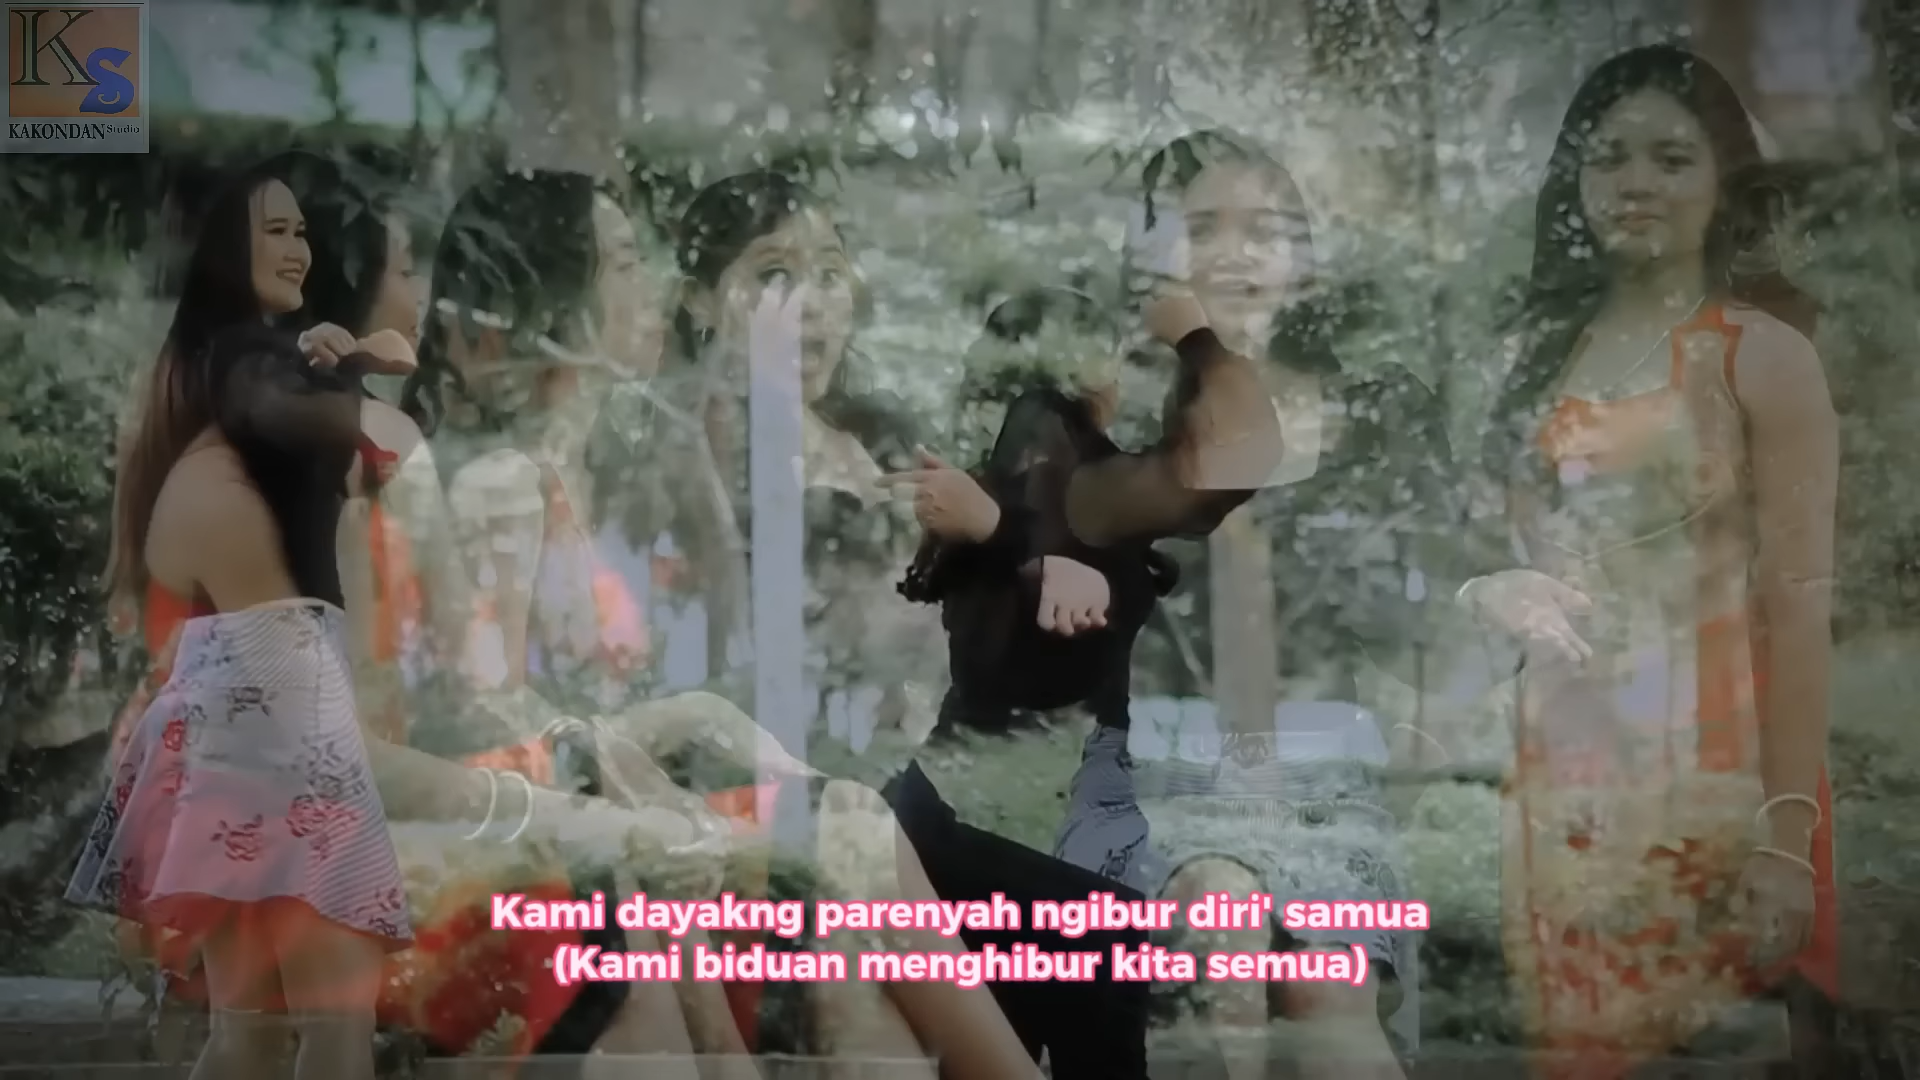 KS
KAKONDAN Studio
Kami dayakng parenyah ngibur diri' samua
(Kami biduan menghibur kita semua)